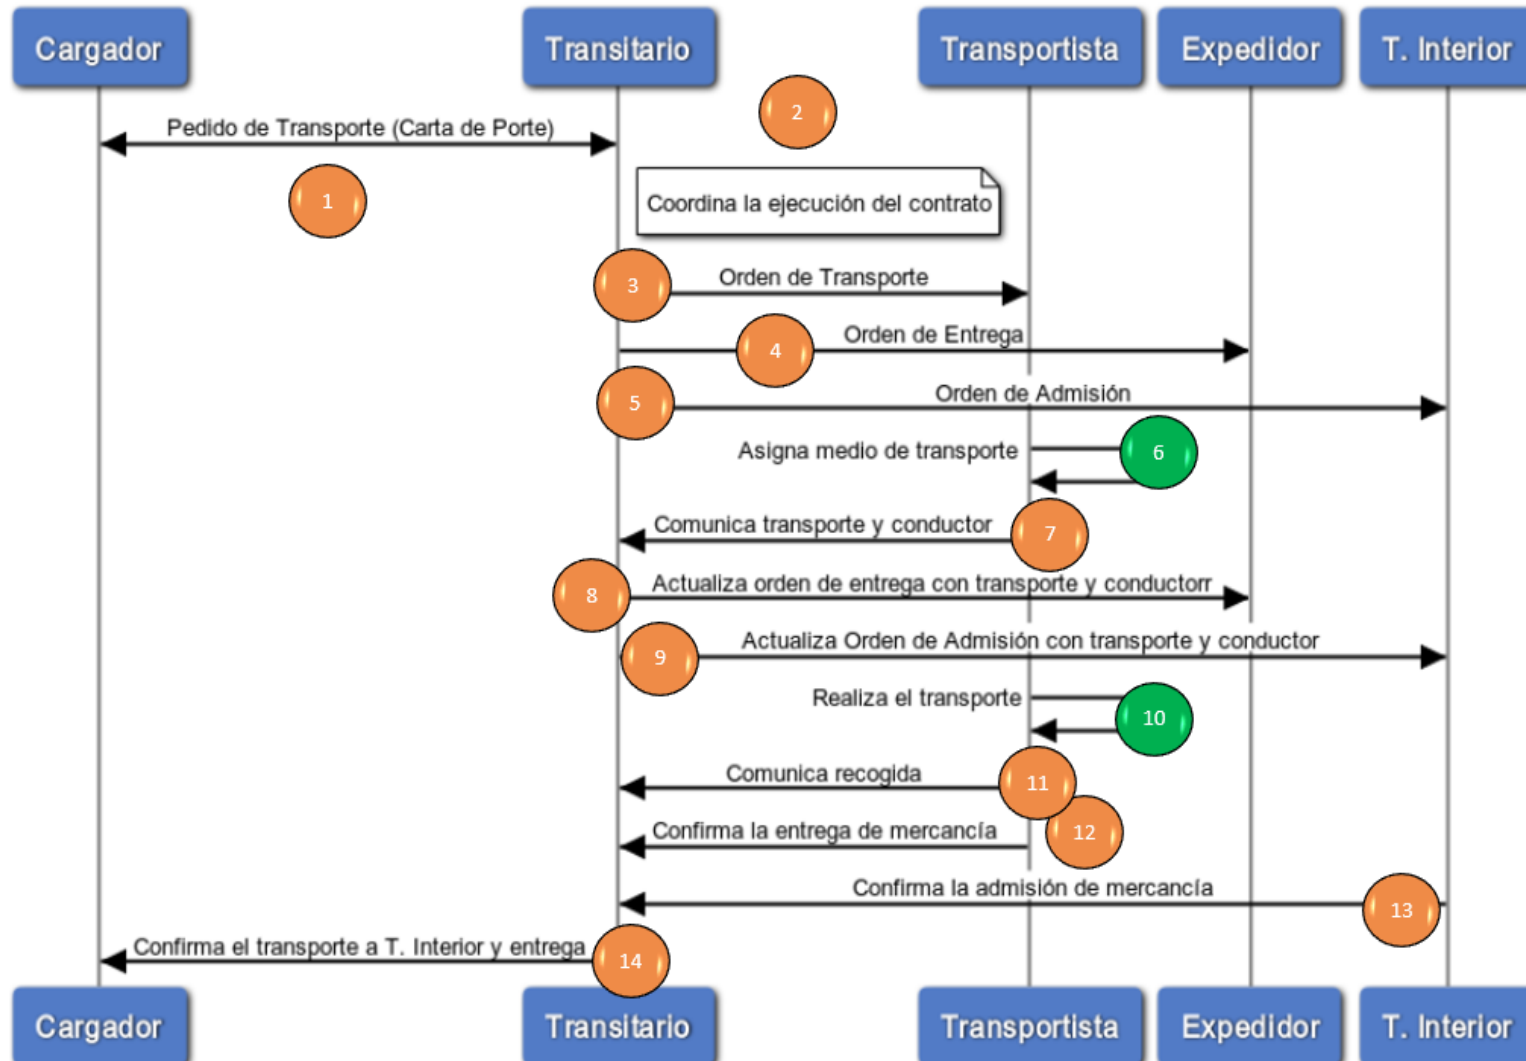 Cargador
Transitario
Transportista
Expedidor
T. Interior
2
Pedido de Transporte (Carta de Porte)
1
Coordina la ejecución del contrato
3
Orden de Transporte
4
Orden de Entrega
5
Orden de Admisión
Asigna medio de transporte
6
Comunica transporte y conductor
7
8
Actualiza orden de entrega con transporte y conductorr
9
Actualiza Orden de Admisión con transporte y conductor
Realiza el transporte
10
Comunica recogida
11
Confirma la entrega de mercancía
12
Confirma la admisión de mercancía
13
Confirma el transporte a T. Interior y entrega
14
Cargador
Transitario
Transportista
Expedidor
T. Interior